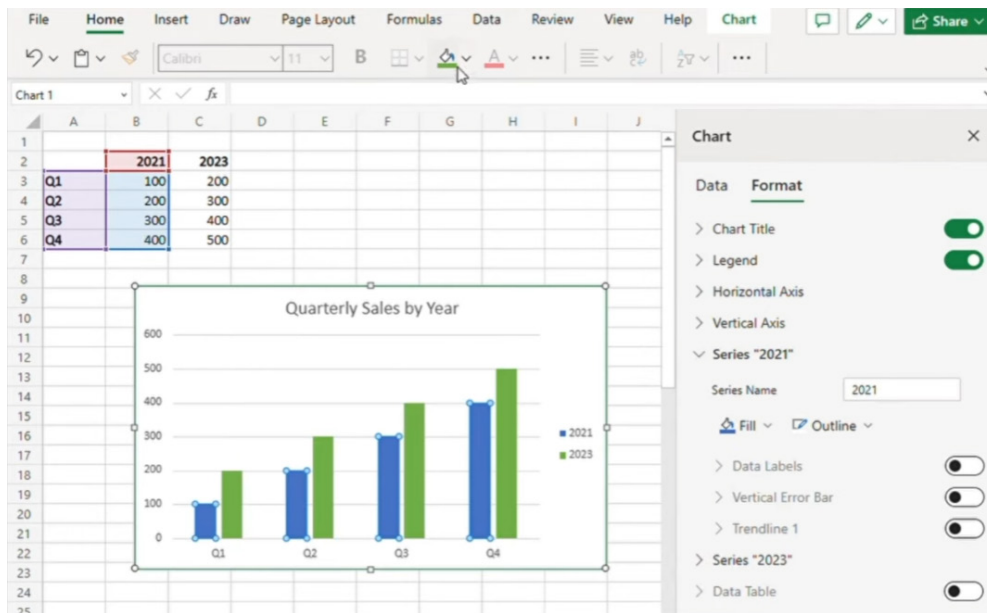 File Home Insert Draw Page Layout Formulas Data Review View Help Chart Share
Calibri 11 B A ab
Chart 1 fx
A B C D E F G H I J
1
2 2021 2023
3 Q1 100 200
4 Q2 200 300
5 Q3 300 400
6 Q4 400 500
7
8
9
10
11
12
13
14
15
16
17
18
19
20
21
22
23
24
25
Quarterly Sales by Year
600
500
400
300
200
100
0
Q1 Q2 Q3 Q4
2021
2023
Chart
Data Format
Chart Title
Legend
Horizontal Axis
Vertical Axis
Series "2021"
Series Name 2021
Fill Outline
Data Labels
Vertical Error Bar
Trendline 1
Series "2023"
Data Table